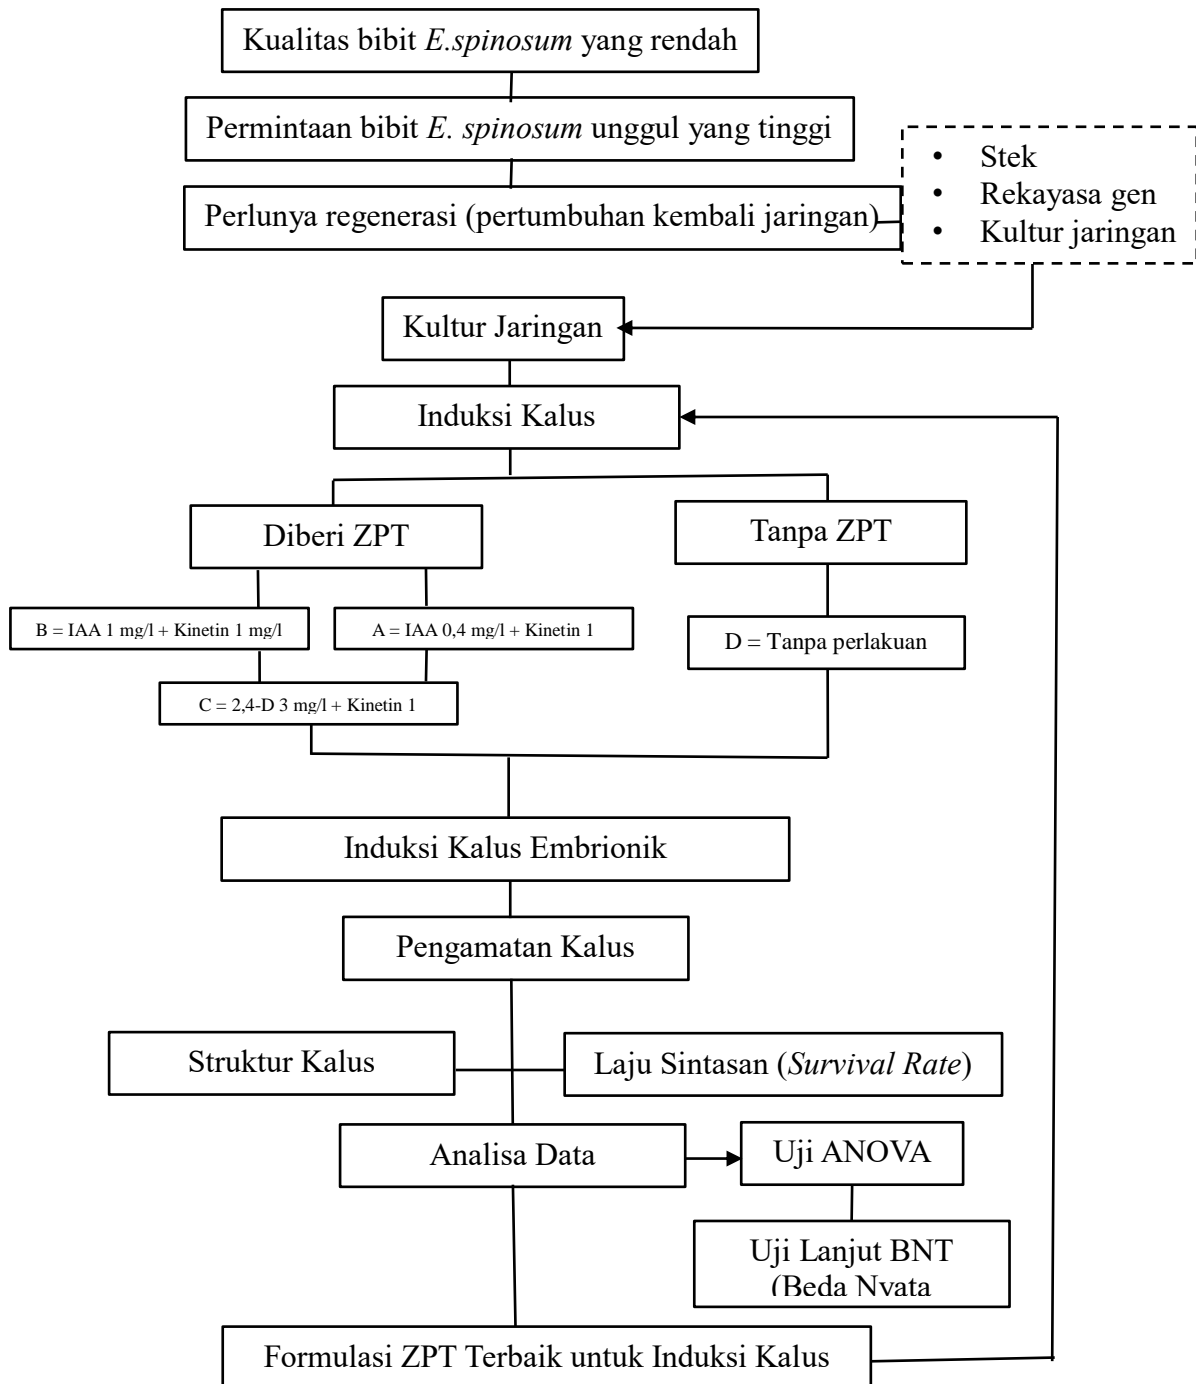 Kualitas bibit E.spinosum yang rendah
Permintaan bibit E. spinosum unggul yang tinggi
Perlunya regenerasi (pertumbuhan kembali jaringan)
• Stek
• Rekayasa gen
• Kultur jaringan
Kultur Jaringan
Induksi Kalus
Diberi ZPT
Tanpa ZPT
B = IAA 1 mg/l + Kinetin 1 mg/l
A = IAA 0,4 mg/l + Kinetin 1
D = Tanpa perlakuan
C = 2,4-D 3 mg/l + Kinetin 1
Induksi Kalus Embrionik
Pengamatan Kalus
Struktur Kalus
Laju Sintasan (Survival Rate)
Analisa Data
Uji ANOVA
Uji Lanjut BNT
(Beda Nyata
Formulasi ZPT Terbaik untuk Induksi Kalus